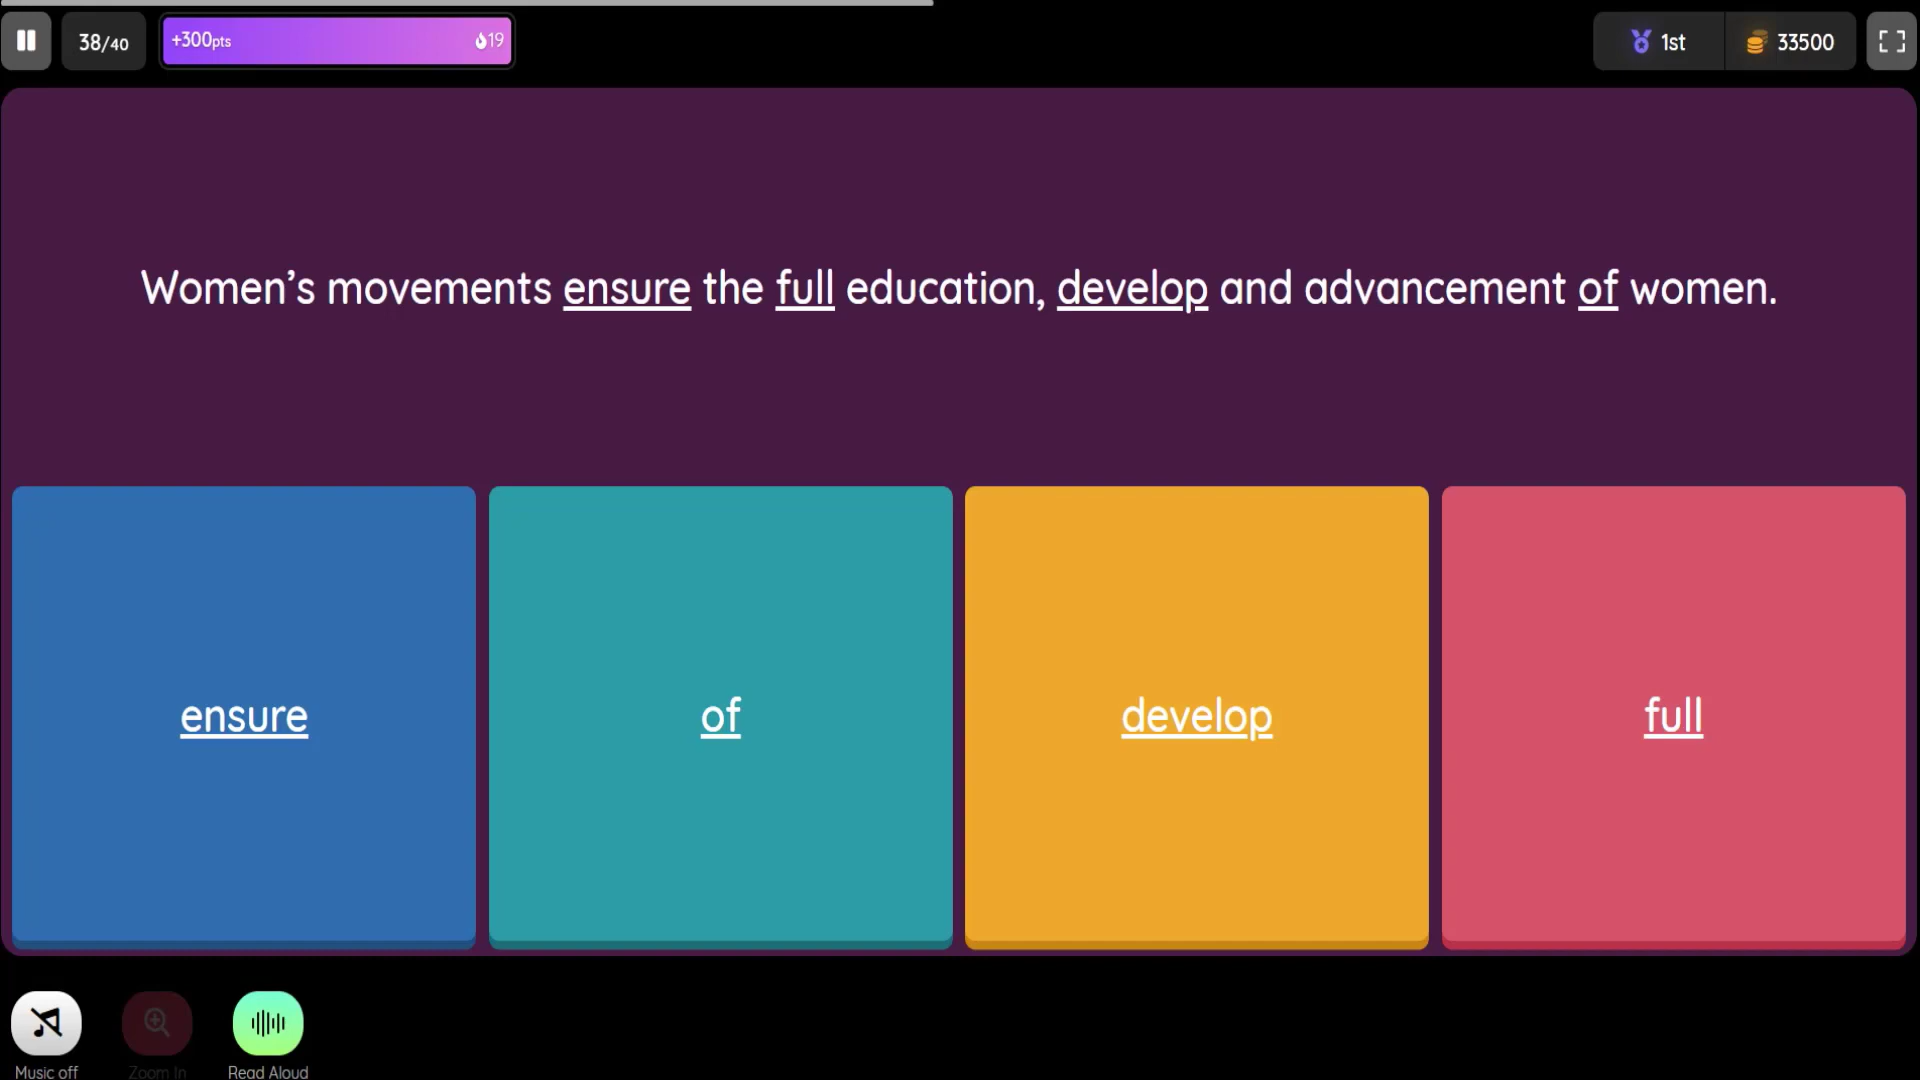 38/40
+300pts
19
1st
33500
Women’s movements ensure the full education, develop and advancement of women.
ensure
of
develop
full
Music off
Zoom In
Read Aloud